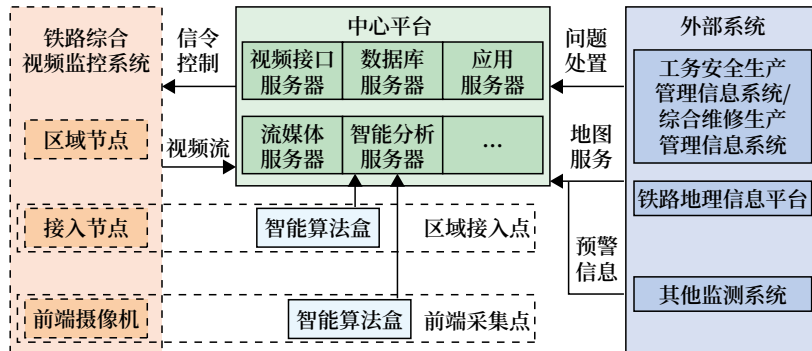 铁路综合
视频监控系统
区域节点
接入节点
前端摄像机
信令
控制
视频流
中心平台
视频接口
服务器
数据库
服务器
应用
服务器
流媒体
服务器
智能分析
服务器
…
智能算法盒
区域接入点
智能算法盒
前端采集点
问题
处置
地图
服务
预警
信息
外部系统
工务安全生产
管理信息系统/
综合维修生产
管理信息系统
铁路地理信息平台
其他监测系统